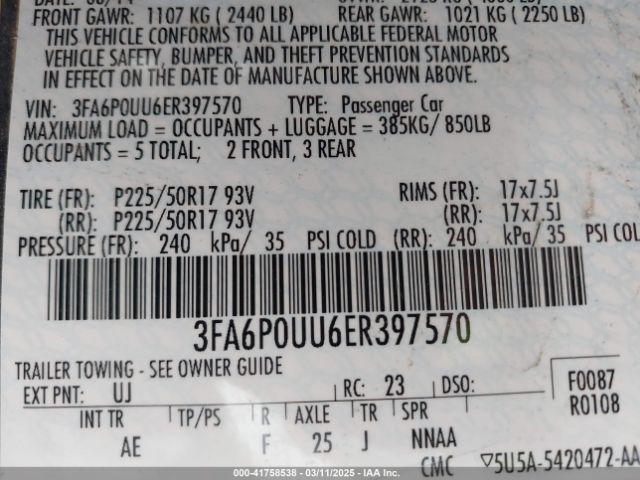 FRONT GAWR: 1107 KG ( 2440 LB) REAR GAWR: 1021 KG ( 2250 LB)
THIS VEHICLE CONFORMS TO ALL APPLICABLE FEDERAL MOTOR
VEHICLE SAFETY, BUMPER, AND THEFT PREVENTION STANDARDS
IN EFFECT ON THE DATE OF MANUFACTURE SHOWN ABOVE.
VIN: 3FA6P0UU6ER397570 TYPE: Passenger Car
MAXIMUM LOAD = OCCUPANTS + LUGGAGE = 385KG/ 850LB
OCCUPANTS = 5 TOTAL; 2 FRONT, 3 REAR
TIRE (FR): P225/50R17 93V RIMS (FR): 17x7.5J
(RR): P225/50R17 93V (RR): 17x7.5J
PRESSURE (FR): 240 kPa/ 35 PSI COLD (RR): 240 kPa/ 35 PSI COL
3FA6P0UU6ER397570
TRAILER TOWING - SEE OWNER GUIDE
EXT PNT: UJ RC: 23 DSO: F0087
R0108
INT TR TP/PS R AXLE TR SPR
AE F 25 J NNAA
CMC 5U5A-5420472-AA
000-41758538 - 03/11/2025 - IAA Inc.